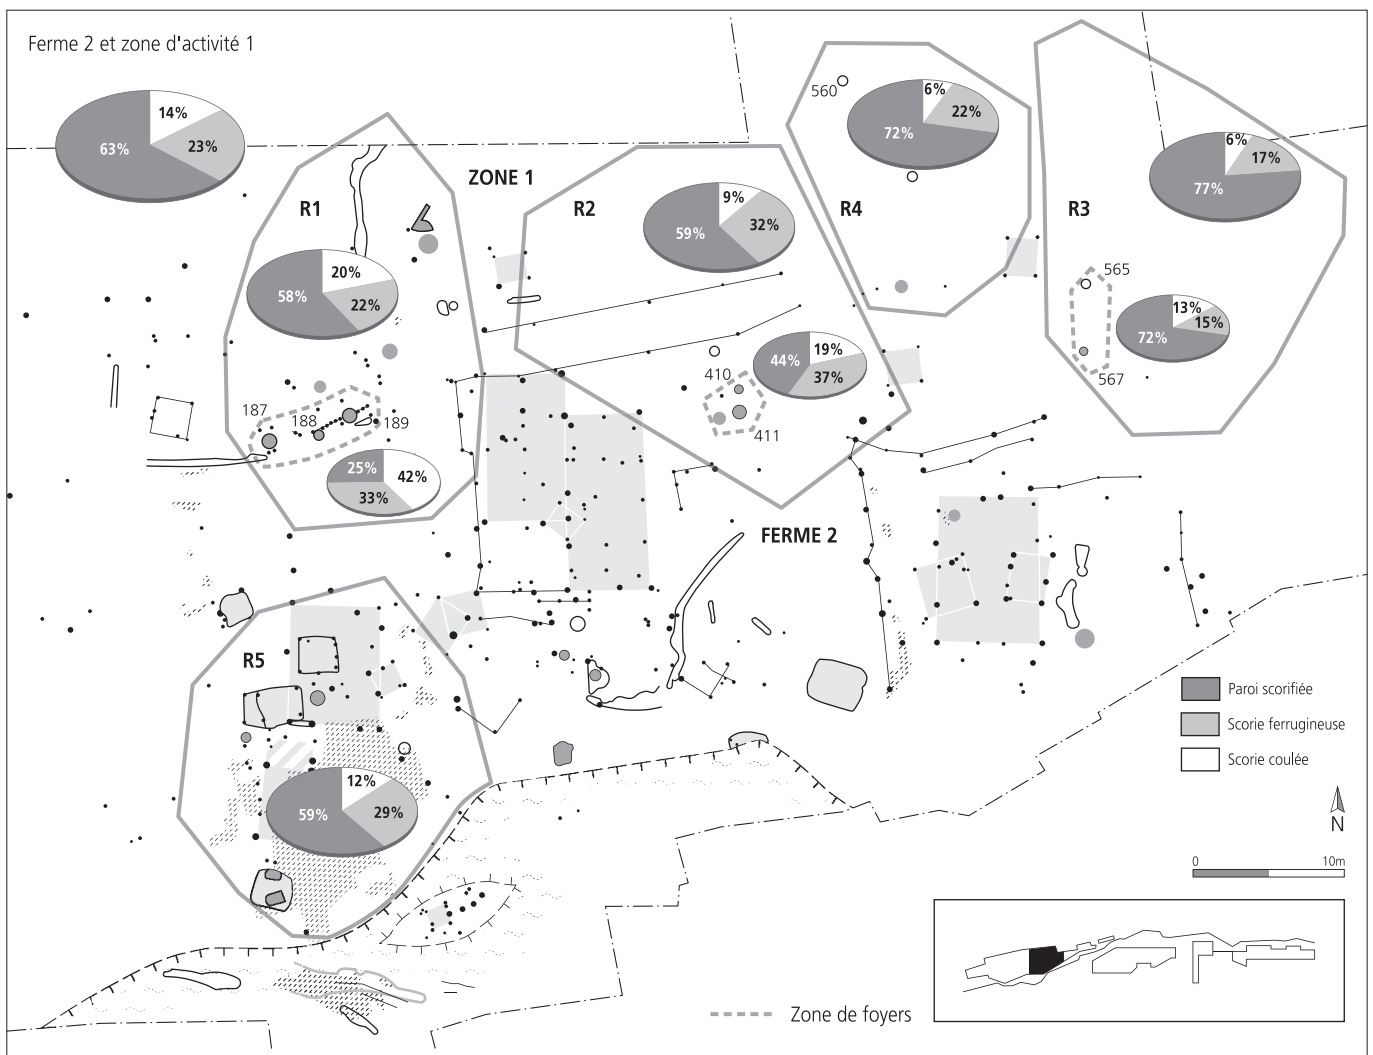 Ferme 2 et zone d'activité 1
14%
63%
23%
ZONE 1
R1
20%
58%
22%
187
188
189
25%
42%
33%
R2
9%
59%
32%
410
411
44%
19%
37%
560
R4
6%
22%
72%
R3
6%
17%
77%
565
567
13%
15%
72%
FERME 2
R5
12%
59%
29%
Paroi scorifiée
Scorie ferrugineuse
Scorie coulée
N
0 10m
Zone de foyers